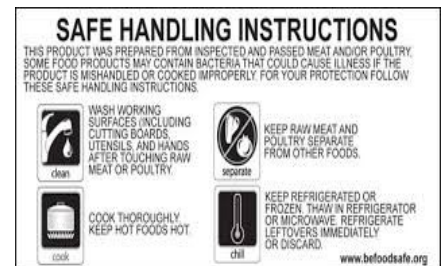 SAFE HANDLING INSTRUCTIONS
THIS PRODUCT WAS PREPARED FROM INSPECTED AND PASSED MEAT AND/OR POULTRY.
SOME FOOD PRODUCTS MAY CONTAIN BACTERIA THAT COULD CAUSE ILLNESS IF THE
PRODUCT IS MISHANDLED OR COOKED IMPROPERLY. FOR YOUR PROTECTION FOLLOW
THESE SAFE HANDLING INSTRUCTIONS.
WASH WORKING
SURFACES (INCLUDING
CUTTING BOARDS,
UTENSILS, AND HANDS
AFTER TOUCHING RAW
MEAT OR POULTRY.
clean
KEEP RAW MEAT AND
POULTRY SEPARATE
FROM OTHER FOODS.
separate
COOK THOROUGHLY
KEEP HOT FOODS HOT.
cook
KEEP REFRIGERATED OR
FROZEN. THAW IN REFRIGERATOR
OR MICROWAVE. REFRIGERATE
LEFTOVERS IMMEDIATELY
OR DISCARD.
chill
www.befoodsafe.org